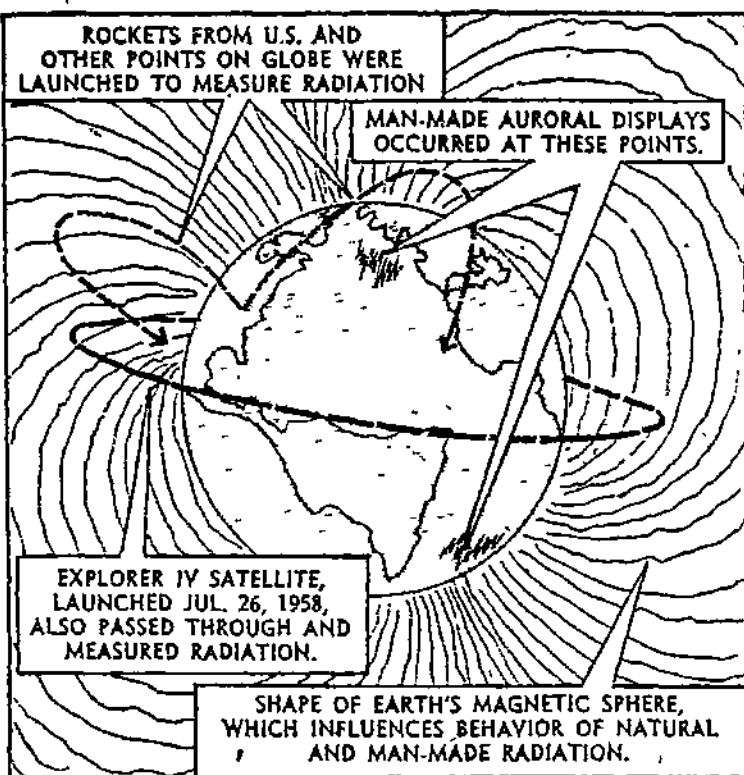 ROCKETS FROM U.S. AND
OTHER POINTS ON GLOBE WERE
LAUNCHED TO MEASURE RADIATION
MAN-MADE AURORAL DISPLAYS
OCCURRED AT THESE POINTS.
EXPLORER IV SATELLITE,
LAUNCHED JUL. 26, 1958,
ALSO PASSED THROUGH AND
MEASURED RADIATION.
SHAPE OF EARTH'S MAGNETIC SPHERE,
WHICH INFLUENCES BEHAVIOR OF NATURAL
AND MAN-MADE RADIATION.